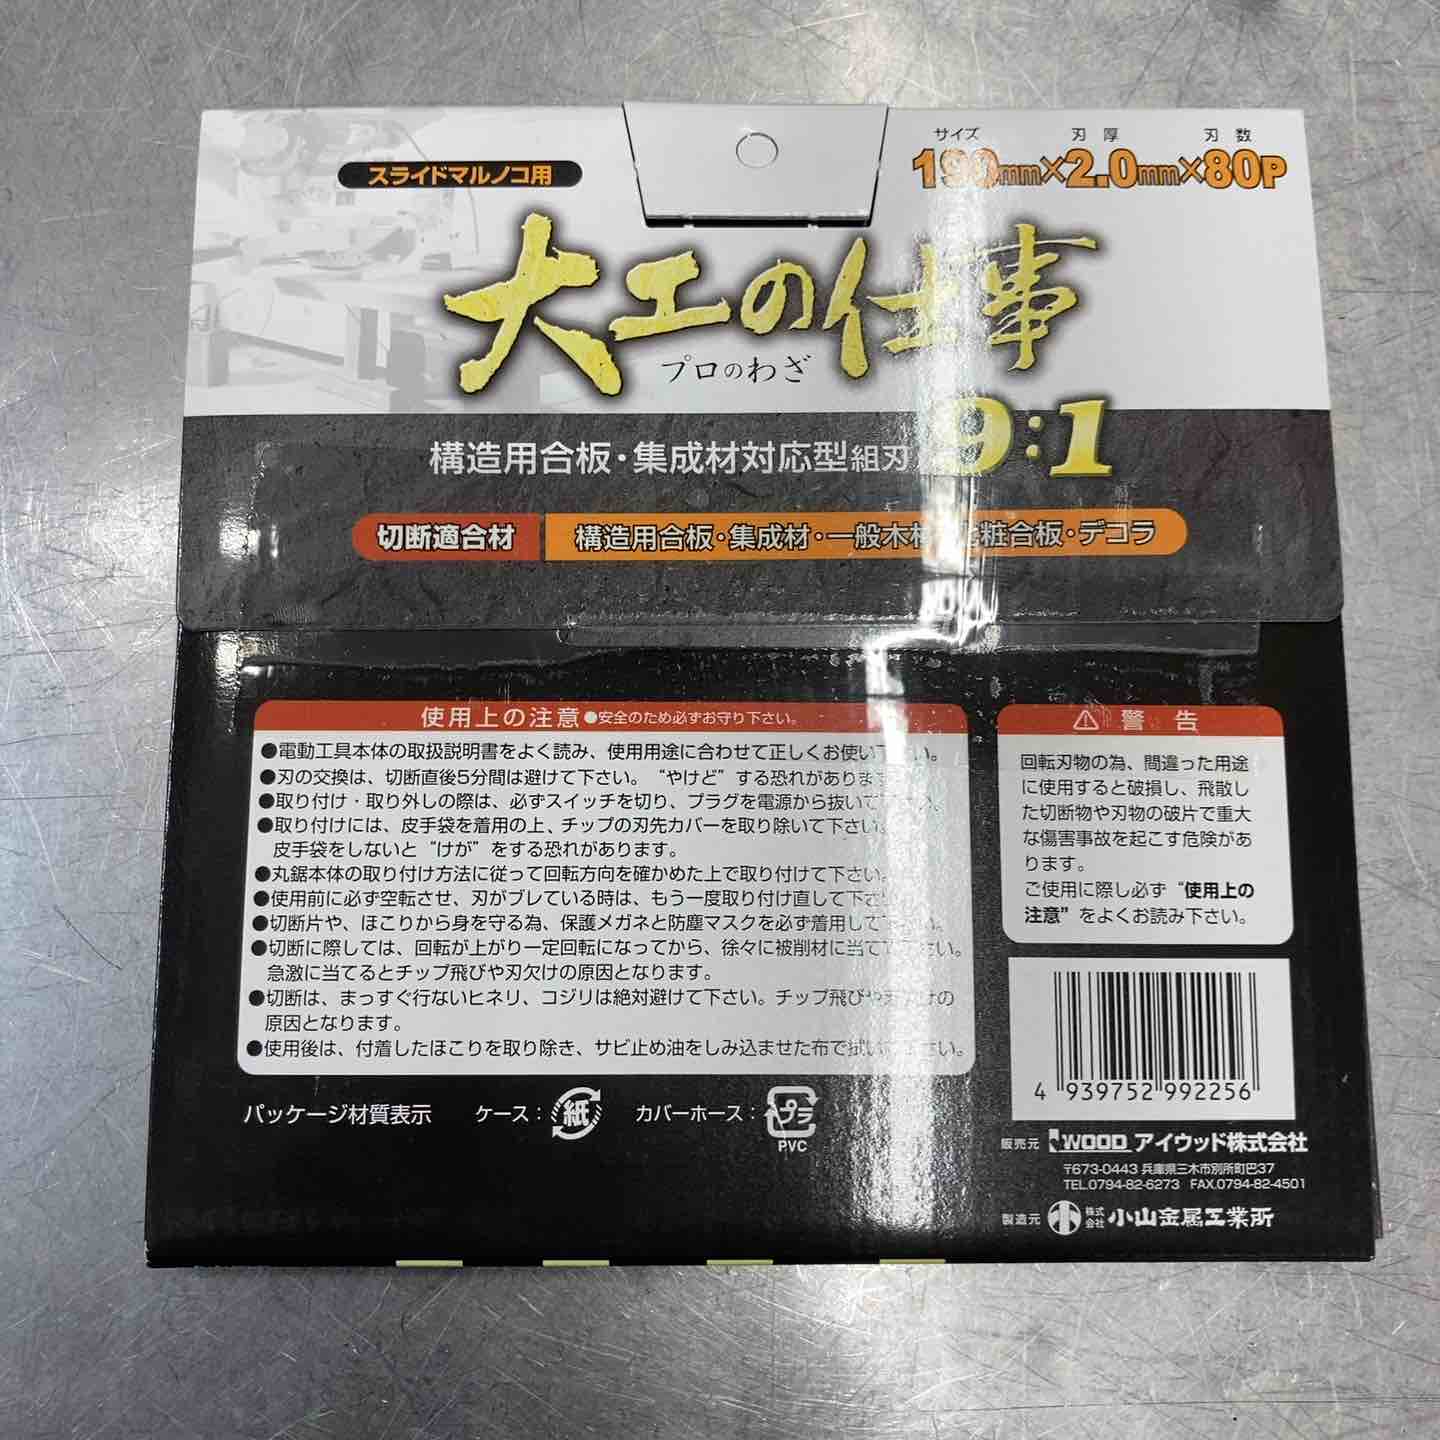 サイズ 刃厚 刃数
スライドマルノコ用
190mm×2.0mm×80P
大工の仕事
プロのわざ
9:1
構造用合板・集成材対応型組刃
切断適合材 構造用合板・集成材・一般木材・化粧合板・デコラ
使用上の注意 ●安全のため必ずお守り下さい。
●電動工具本体の取扱説明書をよく読み、使用用途に合わせて正しくお使い下さい。
●刃の交換は、切断直後5分間は避けて下さい。“やけど”する恐れがあります
●取り付け・取り外しの際は、必ずスイッチを切り、プラグを電源から抜いて下さい。
●取り付けには、皮手袋を着用の上、チップの刃先カバーを取り除いて下さい。
皮手袋をしないと“けが”をする恐れがあります。
●丸鋸本体の取り付け方法に従って回転方向を確かめた上で取り付けて下さい。
●使用前に必ず空転させ、刃がブレている時は、もう一度取り付け直して下さい
●切断片や、ほこりから身を守る為、保護メガネと防塵マスクを必ず着用して下さい。
●切断に際しては、回転が上がり一定回転になってから、徐々に被削材に当てて下さい。
急激に当てるとチップ飛びや刃欠けの原因となります。
●切断は、まっすぐ行ないヒネリ、コジリは絶対避けて下さい。チップ飛びや刃欠けの
原因となります。
●使用後は、付着したほこりを取り除き、サビ止め油をしみ込ませた布で拭いて下さい。
⚠ 警告
回転刃物の為、間違った用途
に使用すると破損し、飛散し
た切断物や刃物の破片で重大
な傷害事故を起こす危険があ
ります。
ご使用に際し必ず“使用上の
注意”をよくお読み下さい。
4 939752 992256
パッケージ材質表示 ケース： 紙 カバーホース： プラ
PVC
販売元 WOOD アイウッド株式会社
〒673-0443 兵庫県三木市別所町巴37
TEL.0794-82-6273 FAX.0794-82-4501
製造元 株式会社 小山金属工業所